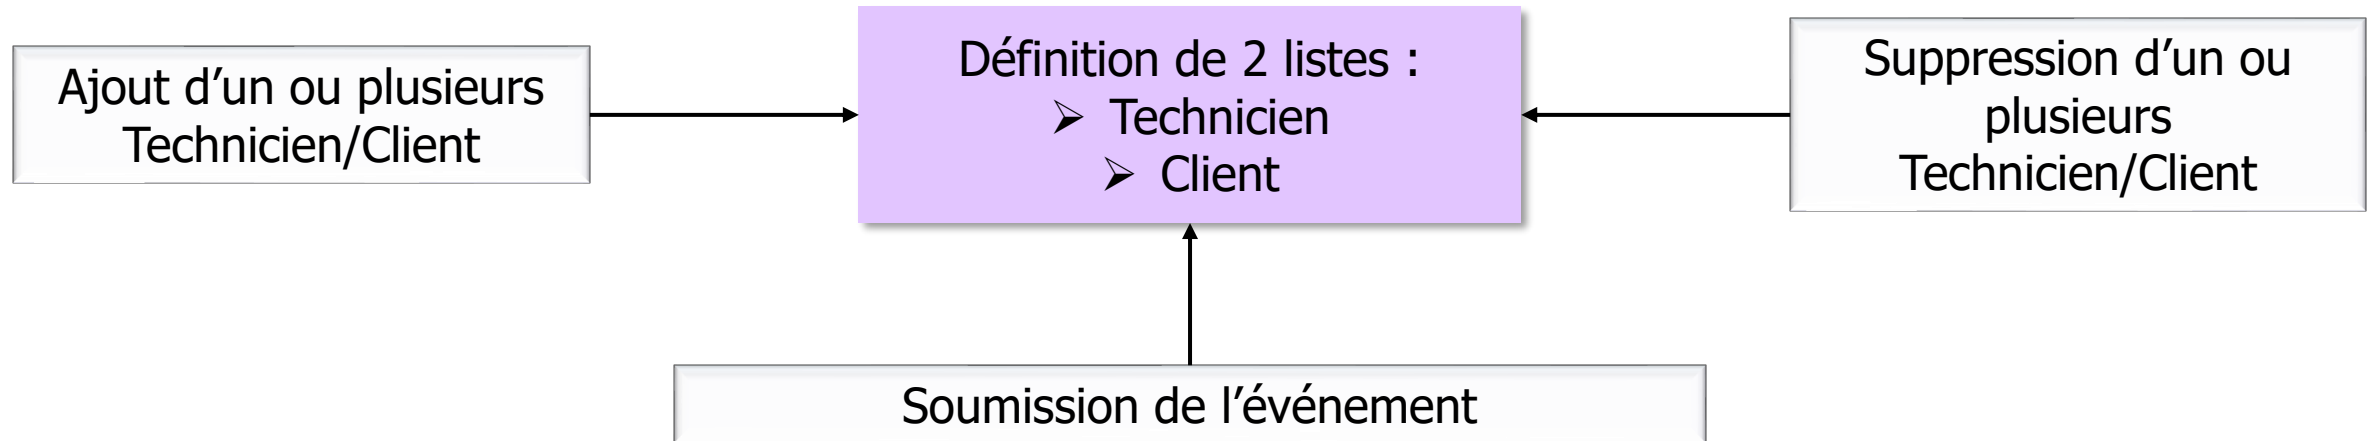 Ajout d’un ou plusieurs
Technicien/Client
Définition de 2 listes :
➢ Technicien
➢ Client
Suppression d’un ou
plusieurs
Technicien/Client
Soumission de l’événement